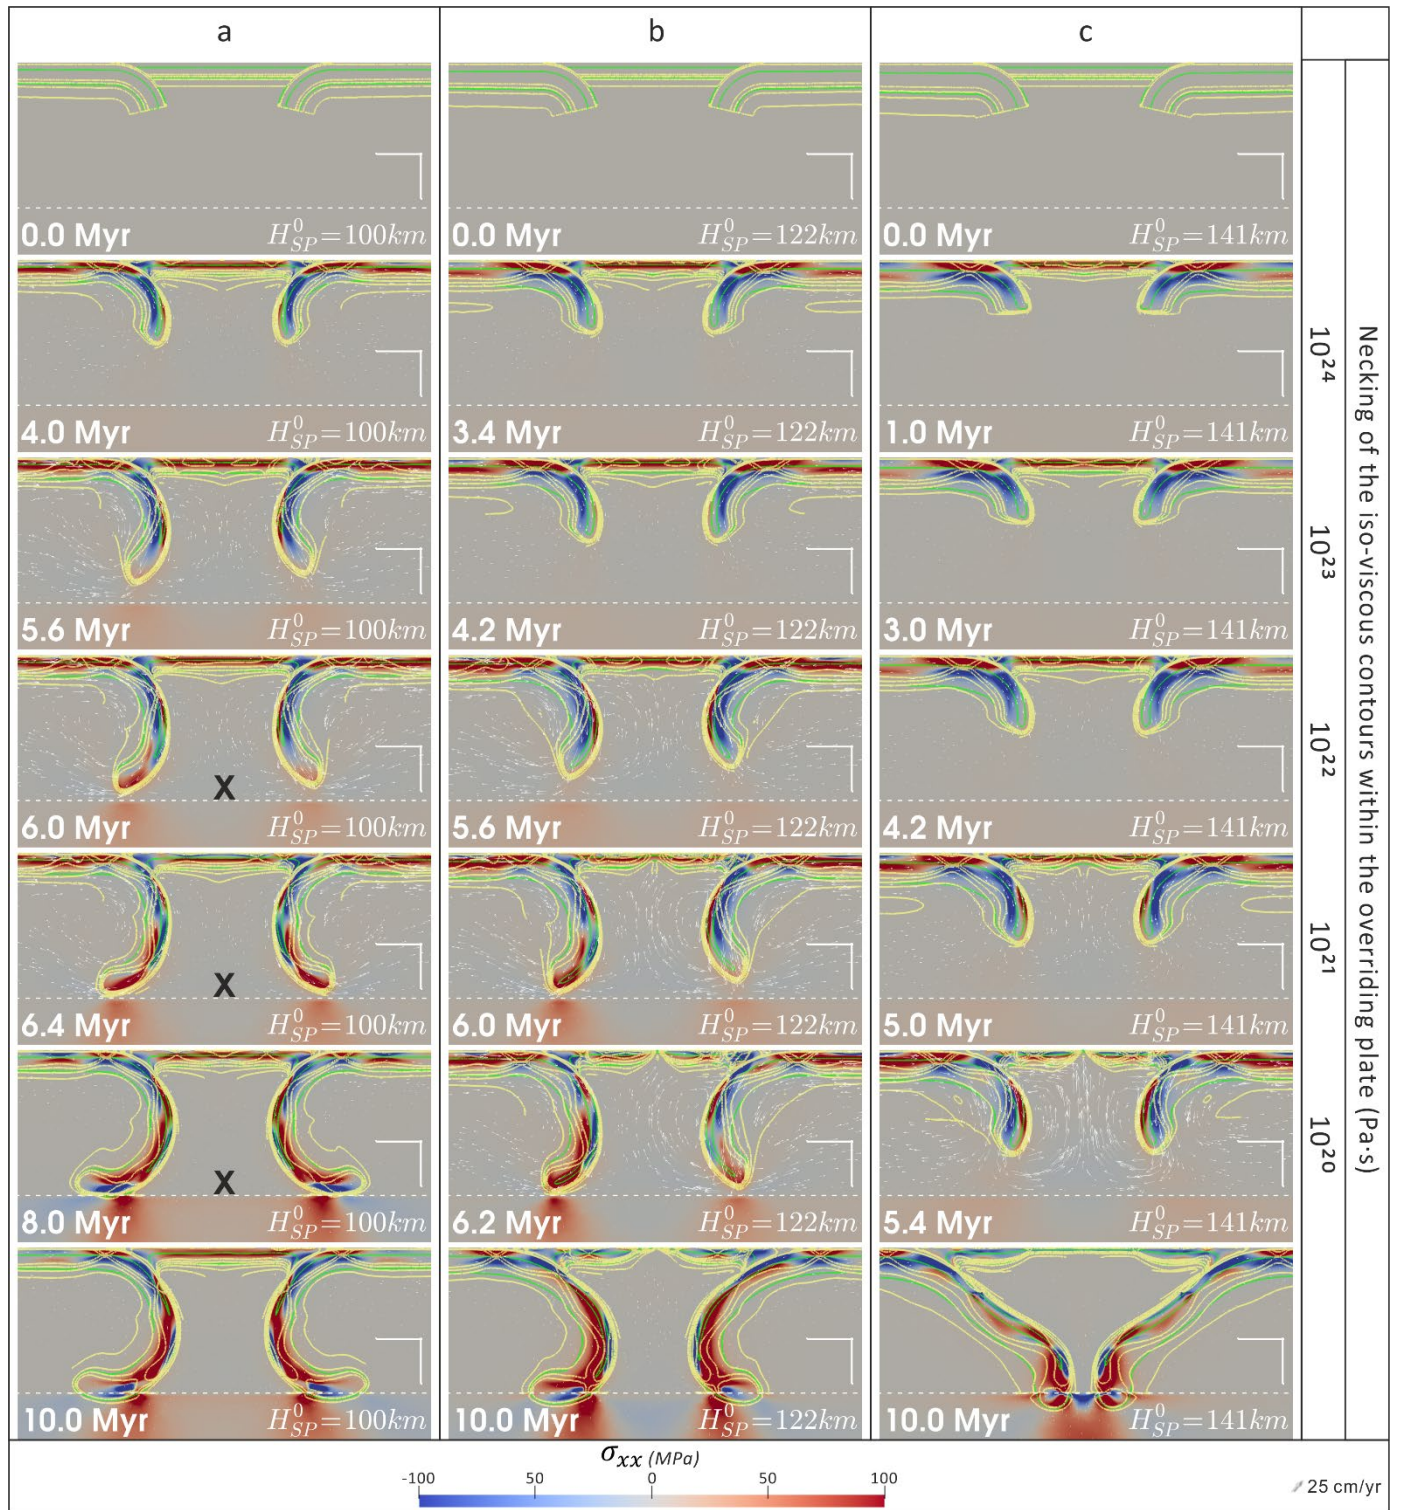 a b c
0.0 Myr H⁰SP=100km 0.0 Myr H⁰SP=122km 0.0 Myr H⁰SP=141km
4.0 Myr H⁰SP=100km 3.4 Myr H⁰SP=122km 1.0 Myr H⁰SP=141km
10²⁴
5.6 Myr H⁰SP=100km 4.2 Myr H⁰SP=122km 3.0 Myr H⁰SP=141km
10²³
X
6.0 Myr H⁰SP=100km 5.6 Myr H⁰SP=122km 4.2 Myr H⁰SP=141km
10²²
X
6.4 Myr H⁰SP=100km 6.0 Myr H⁰SP=122km 5.0 Myr H⁰SP=141km
10²¹
X
8.0 Myr H⁰SP=100km 6.2 Myr H⁰SP=122km 5.4 Myr H⁰SP=141km
10²⁰
10.0 Myr H⁰SP=100km 10.0 Myr H⁰SP=122km 10.0 Myr H⁰SP=141km
Necking of the iso-viscous contours within the overriding plate (Pa·s)
σxx (MPa)
-100 50 0 50 100
25 cm/yr